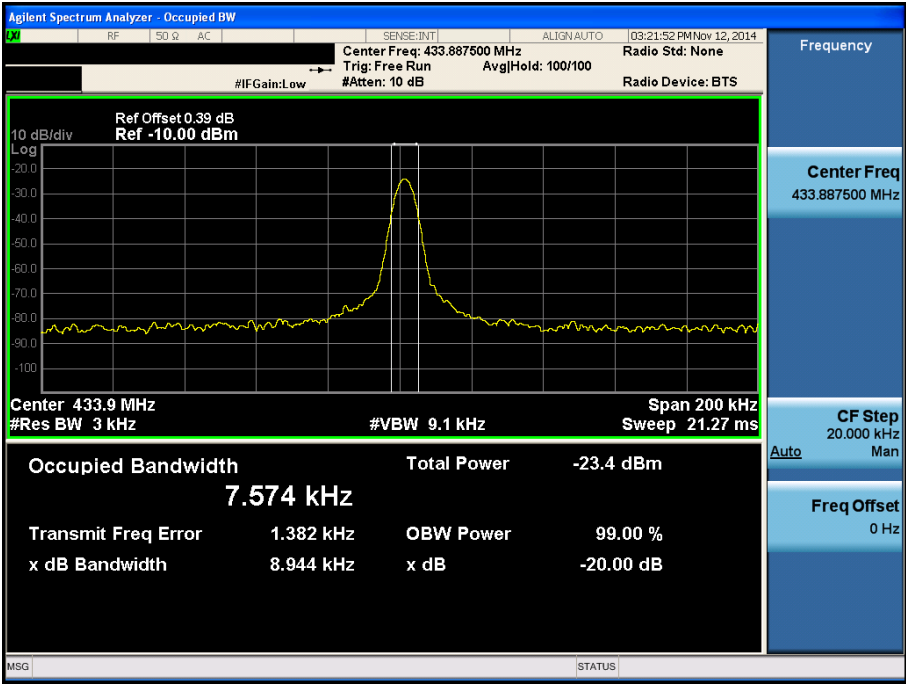 Agilent Spectrum Analyzer - Occupied BW
LXI RF 50 Ω AC SENSE:INT ALIGN AUTO 03:21:52 PM Nov 12, 2014
Center Freq: 433.887500 MHz Radio Std: None
Trig: Free Run Avg|Hold: 100/100
#IFGain:Low #Atten: 10 dB Radio Device: BTS
Ref Offset 0.39 dB
10 dB/div Ref -10.00 dBm
Log
-20.0
-30.0
-40.0
-50.0
-60.0
-70.0
-80.0
-90.0
-100
Center 433.9 MHz Span 200 kHz
#Res BW 3 kHz #VBW 9.1 kHz Sweep 21.27 ms
Occupied Bandwidth Total Power -23.4 dBm
7.574 kHz
Transmit Freq Error 1.382 kHz OBW Power 99.00 %
x dB Bandwidth 8.944 kHz x dB -20.00 dB
Frequency
Center Freq
433.887500 MHz
CF Step
20.000 kHz
Auto Man
Freq Offset
0 Hz
MSG STATUS